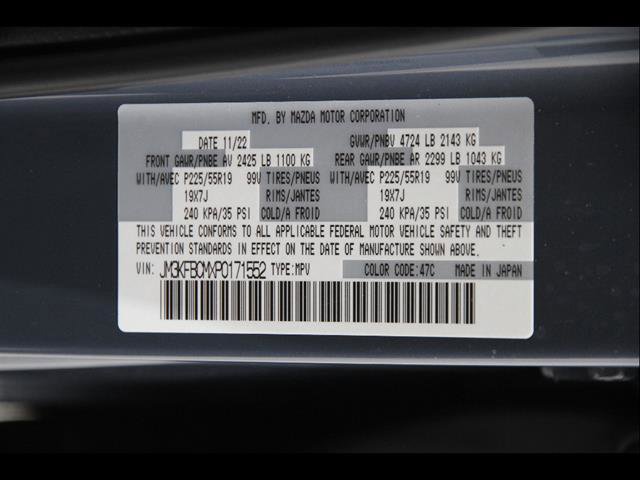 MFD. BY MAZDA MOTOR CORPORATION
DATE 11/22 GVWR/PNBV 4724 LB 2143 KG
FRONT GAWR/PNBE AV 2425 LB 1100 KG REAR GAWR/PNBE AR 2299 LB 1043 KG
WITH/AVEC P225/55R19 99V TIRES/PNEUS WITH/AVEC P225/55R19 99V TIRES/PNEUS
19X7J RIMS/JANTES 19X7J RIMS/JANTES
240 KPA/35 PSI COLD/A FROID 240 KPA/35 PSI COLD/A FROID
THIS VEHICLE CONFORMS TO ALL APPLICABLE FEDERAL MOTOR VEHICLE SAFETY AND THEFT
PREVENTION STANDARDS IN EFFECT ON THE DATE OF MANUFACTURE SHOWN ABOVE.
VIN: JM3KFBCMXP0171552 TYPE:MPV COLOR CODE:47C MADE IN JAPAN